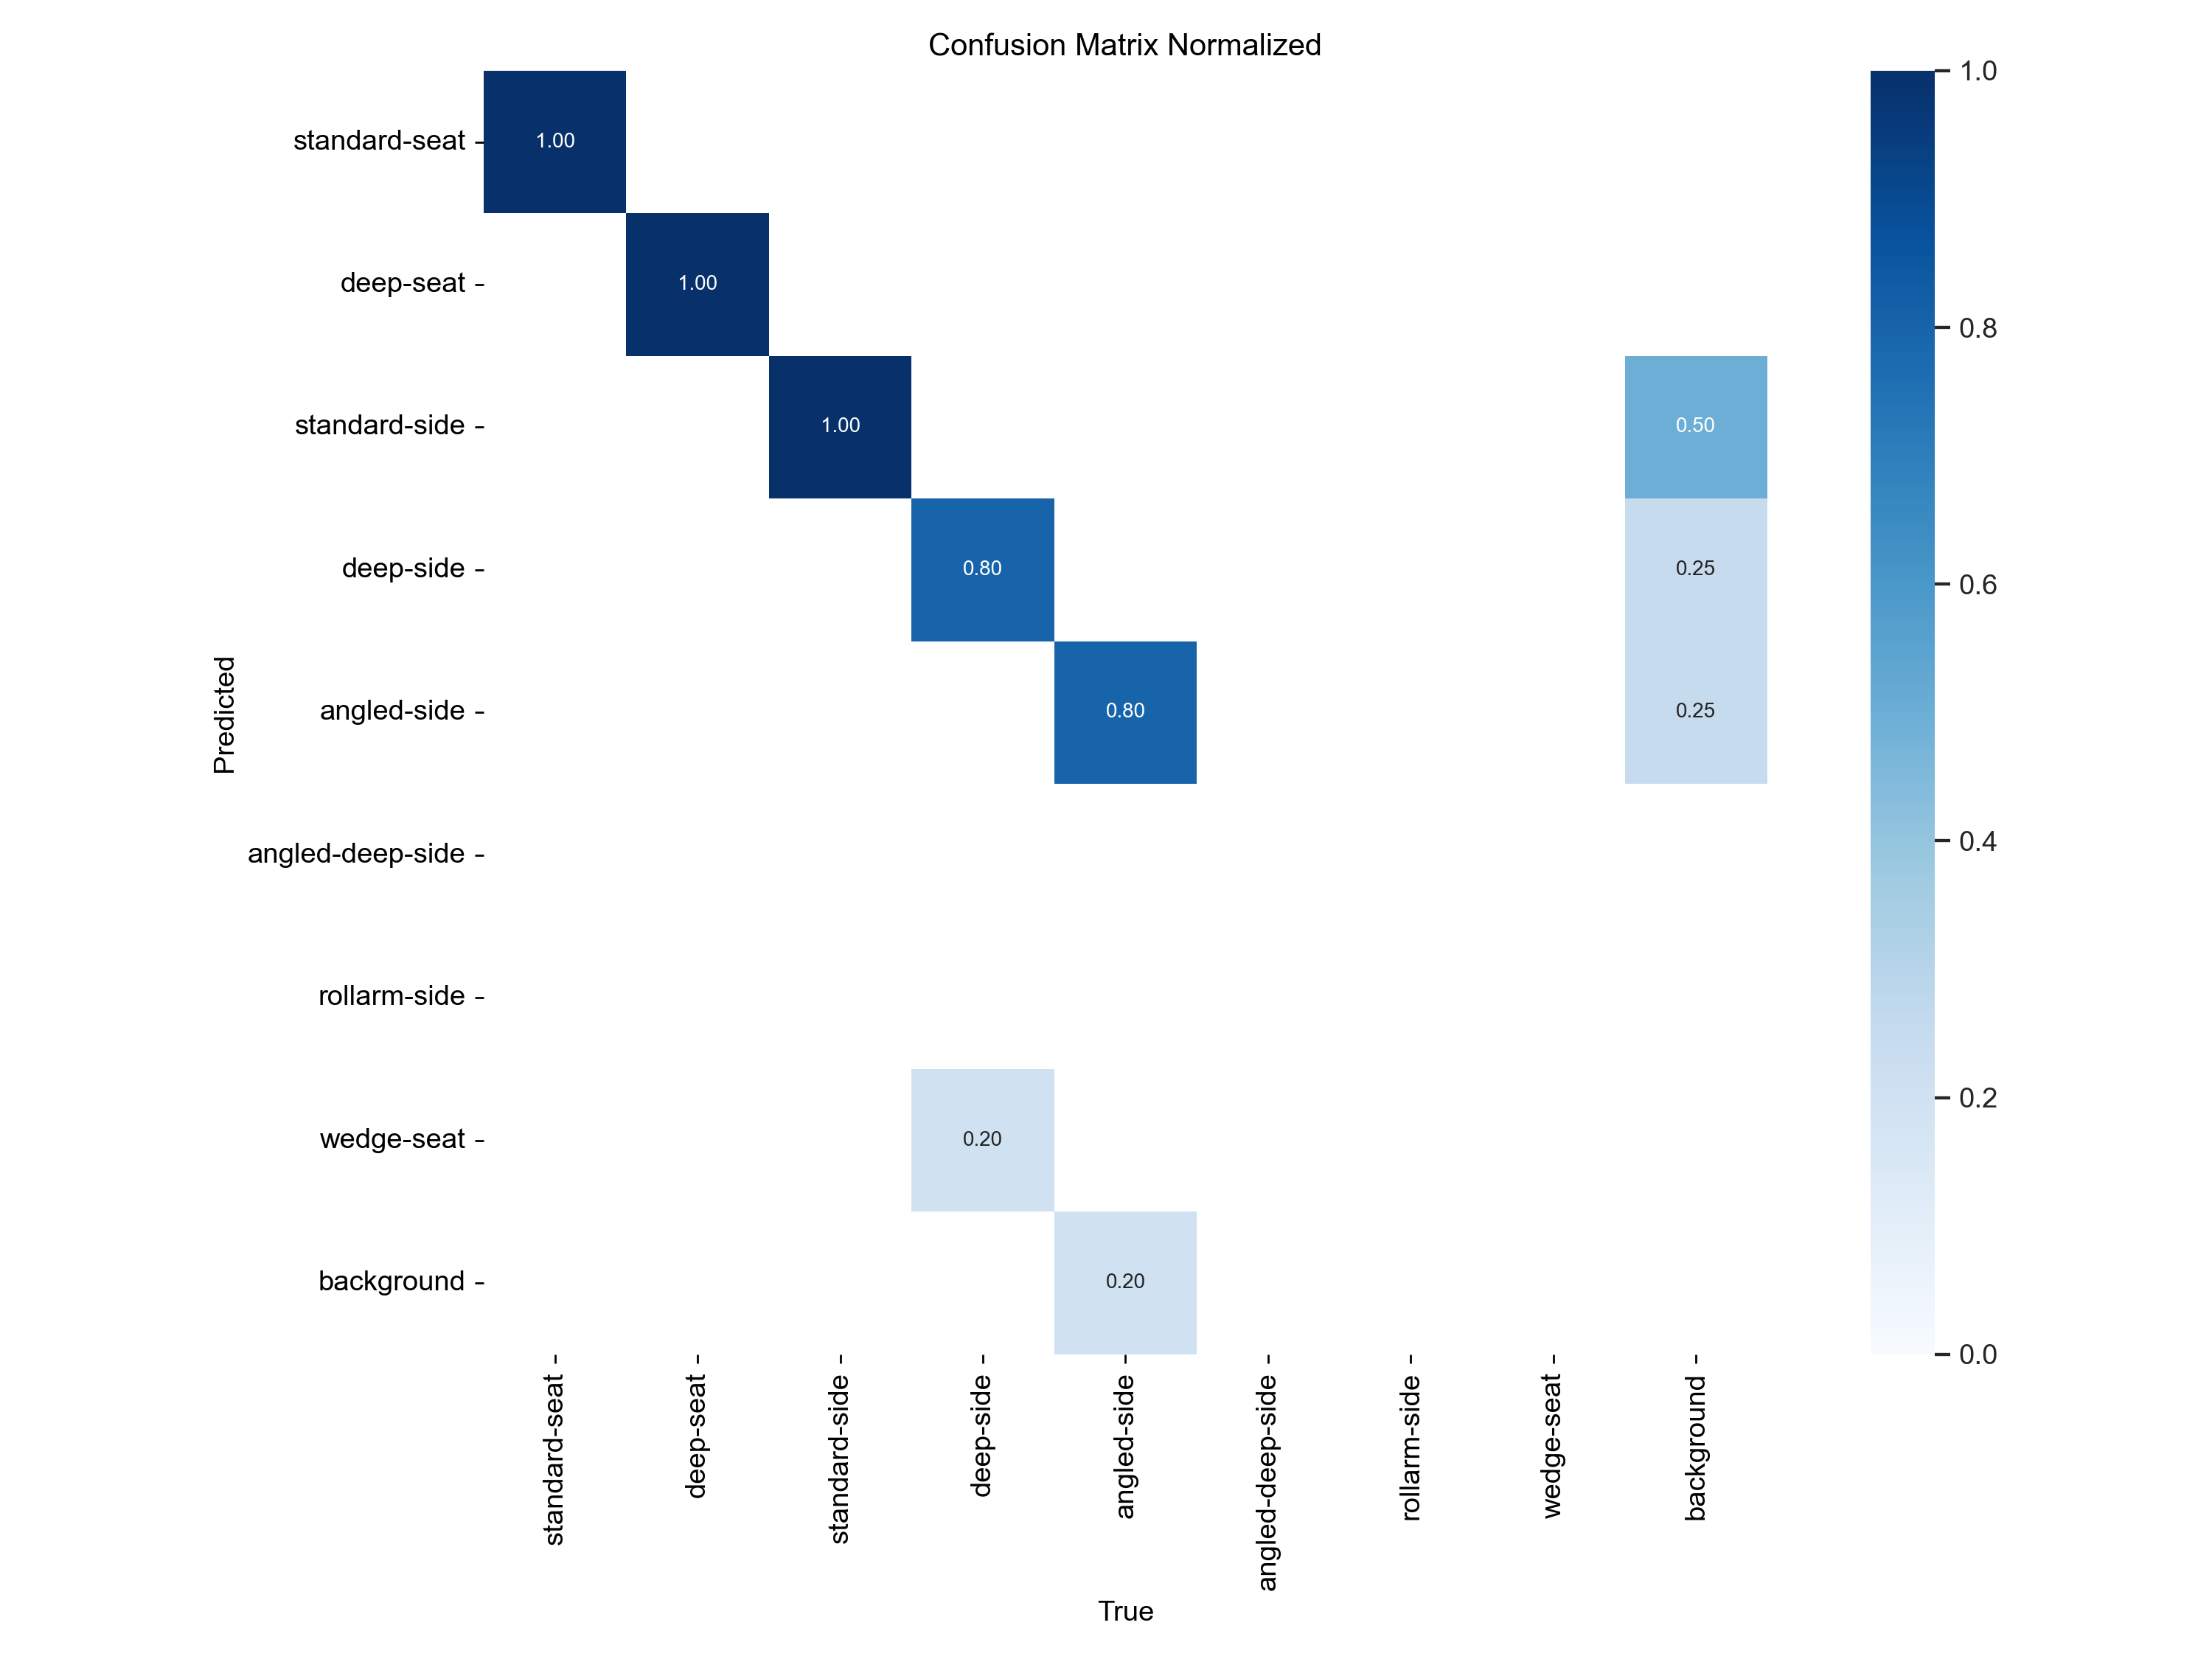 Confusion Matrix Normalized
standard-seat
1.00
deep-seat
1.00
standard-side
1.00
0.50
deep-side
0.80
0.25
angled-side
0.80
0.25
angled-deep-side
rollarm-side
wedge-seat
0.20
background
0.20
Predicted
standard-seat
deep-seat
standard-side
deep-side
angled-side
angled-deep-side
rollarm-side
wedge-seat
background
True
1.0
0.8
0.6
0.4
0.2
0.0